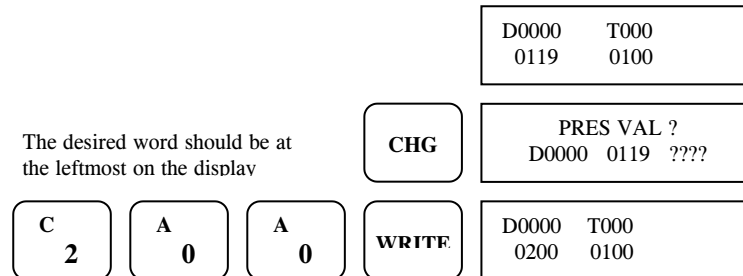 D0000 T000
0119 0100
The desired word should be at
the leftmost on the display
CHG
PRES VAL ?
D0000 0119 ????
C
2
A
0
A
0
WRITE
D0000 T000
0200 0100